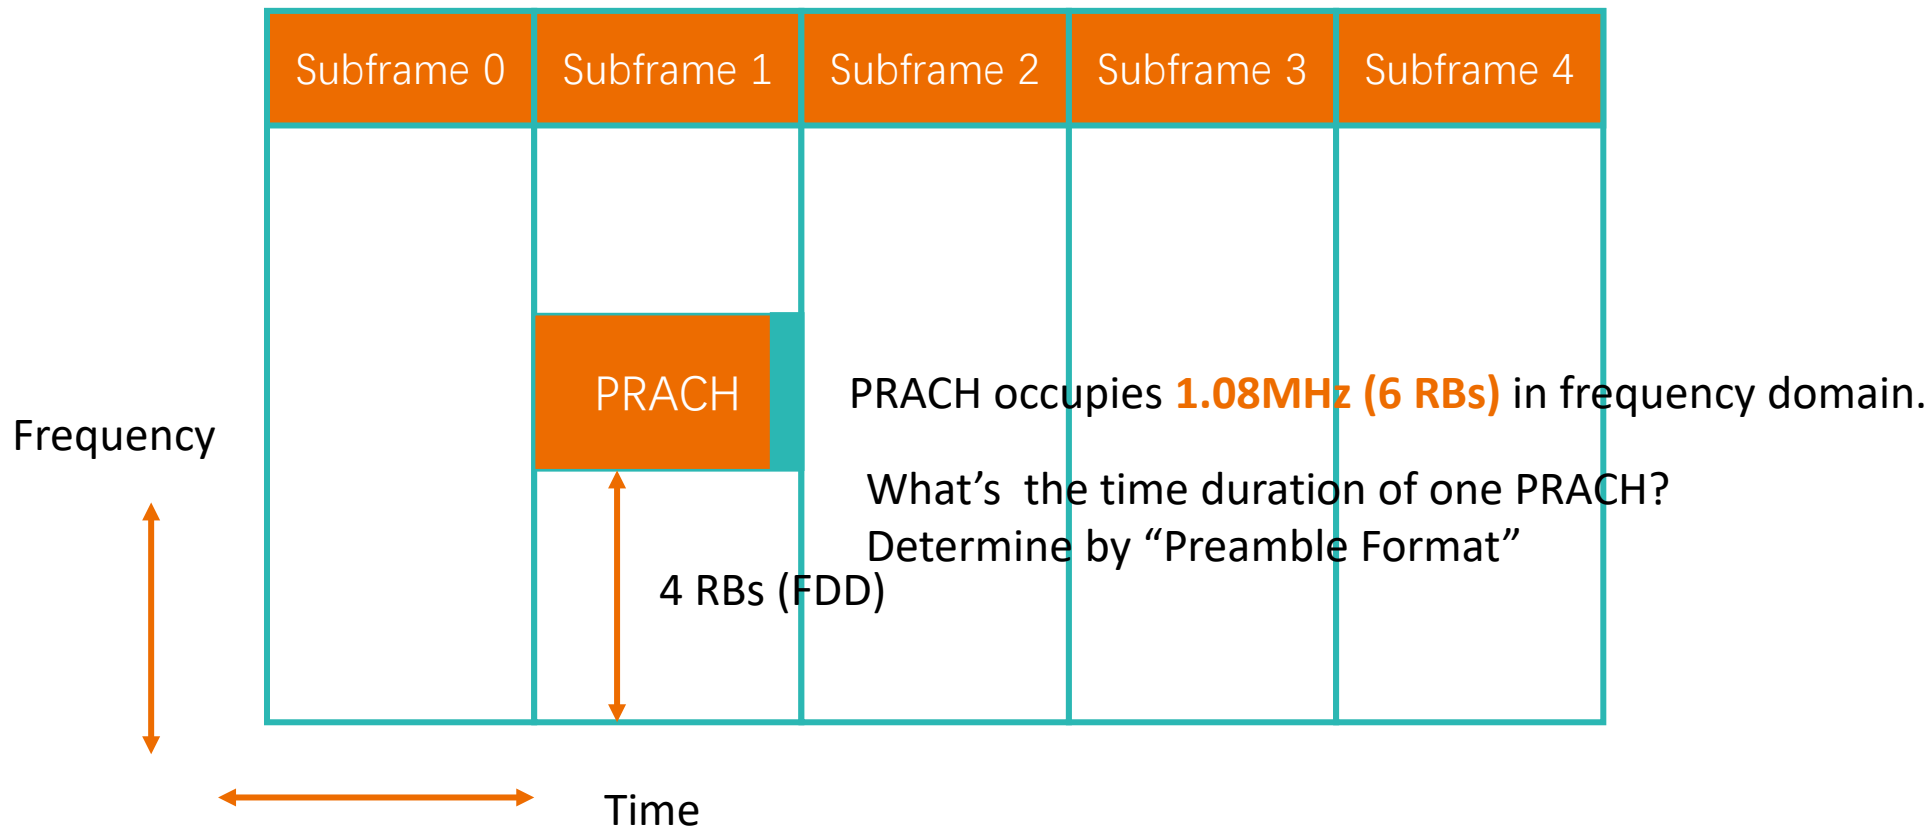 Subframe 0
Subframe 1
Subframe 2
Subframe 3
Subframe 4
PRACH
PRACH occupies 1.08MHz (6 RBs) in frequency domain.
Frequency
What’s  the time duration of one PRACH?
Determine by “Preamble Format”
4 RBs (FDD)
Time